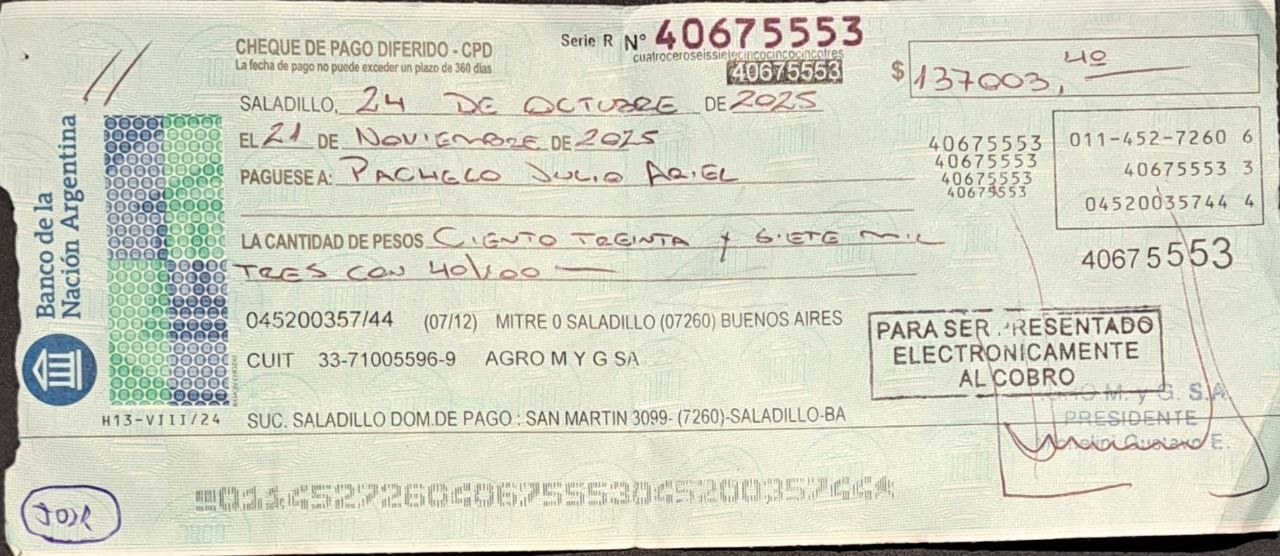 CHEQUE DE PAGO DIFERIDO - CPD
La fecha de pago no puede exceder un plazo de 360 días
Serie R N° 40675553
40675553
$ 137003,40
SALADILLO, 24 DE OCTUBRE DE 2025
EL 21 DE NOVIEMBRE DE 2025
PAGUESE A: PACHECO JULIO ARIEL
40675553
40675553
40675553
40675553
011-452-7260 6
40675553 3
04520035744 4
LA CANTIDAD DE PESOS CIENTO TREINTA Y SIETE MIL
TRES CON 40/100
40675553
Banco de la
Nación Argentina
045200357/44 (07/12) MITRE 0 SALADILLO (07260) BUENOS AIRES
CUIT 33-71005596-9 AGRO M Y G SA
PARA SER PRESENTADO
ELECTRONICAMENTE
AL COBRO
M. y G. S.A.
PRESIDENTE
E.
H13-VIII/24
SUC. SALADILLO DOM.DE PAGO : SAN MARTIN 3099- (7260)-SALADILLO-BA
011452726040675553045200357444